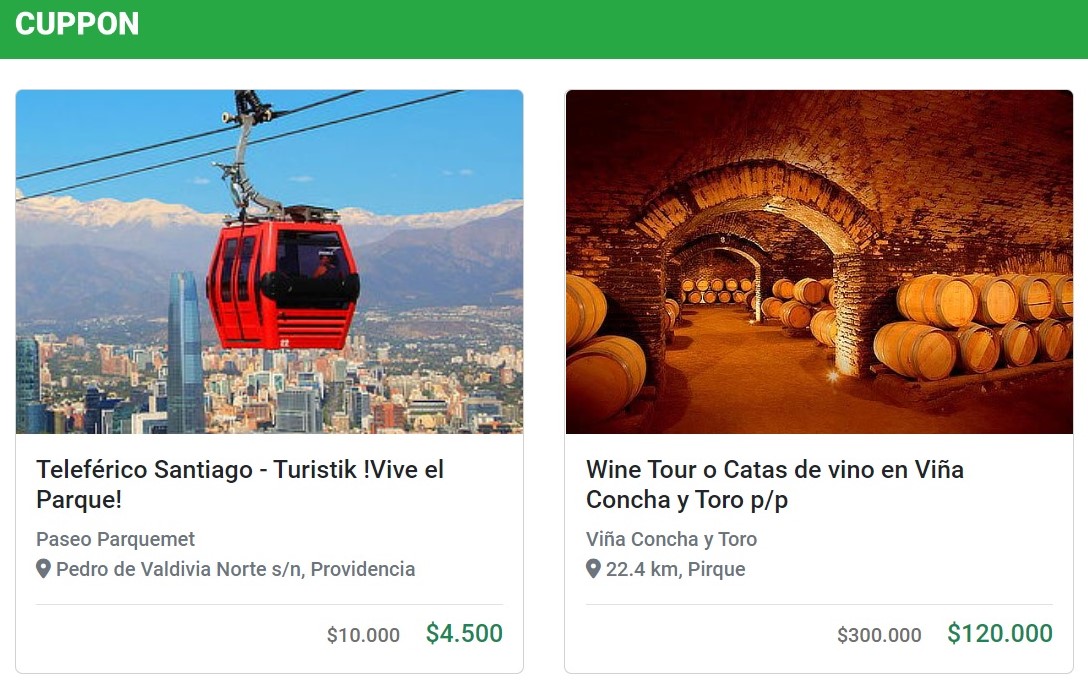 CUPPON
Teleférico Santiago - Turistik !Vive el
Parque!
Paseo Parquemet
Pedro de Valdivia Norte s/n, Providencia
$10.000 $4.500
Wine Tour o Catas de vino en Viña
Concha y Toro p/p
Viña Concha y Toro
22.4 km, Pirque
$300.000 $120.000
22